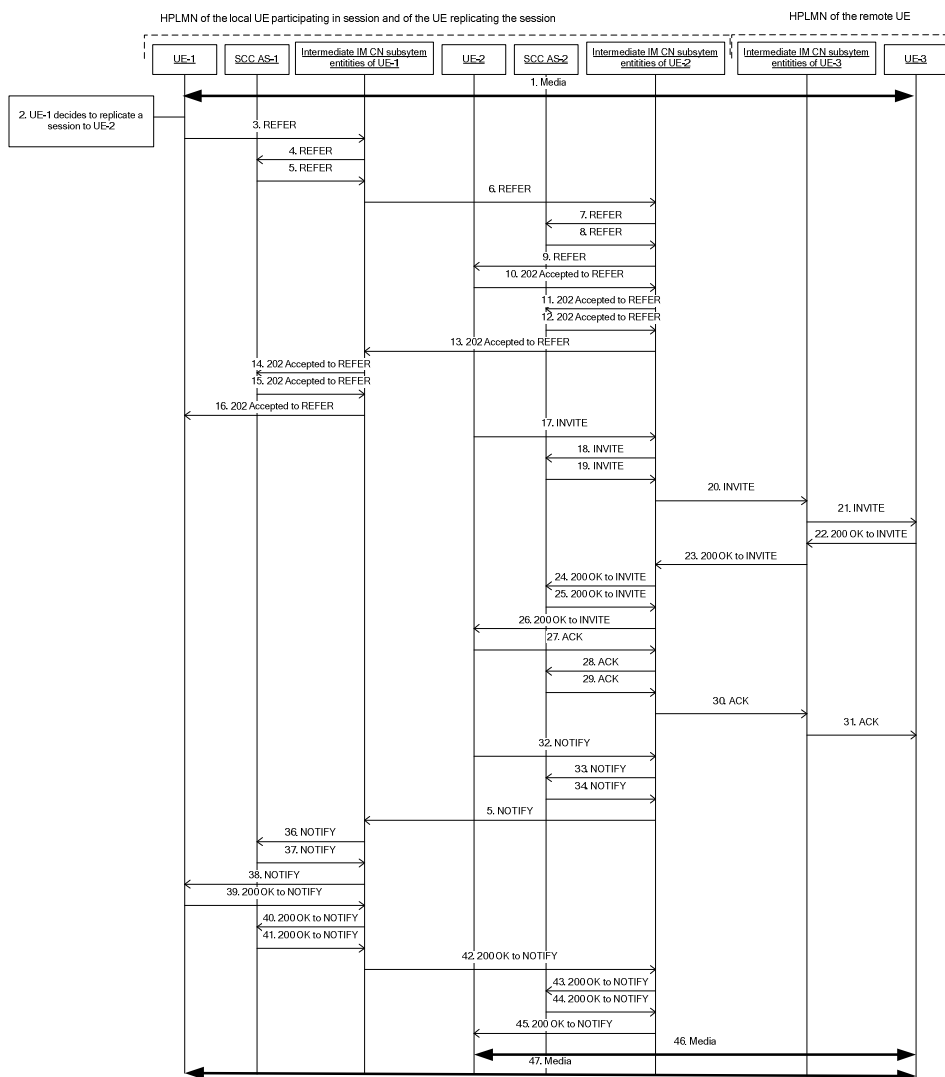 HPLMN of the local UE participating in session and of the UE replicating the session
HPLMN of the remote UE
UE-1
SCC AS-1
Intermediate IM CN subsytem
entitities of UE-1
UE-2
SCC AS-2
Intermediate IM CN subsytem
entitities of UE-2
Intermediate IM CN subsytem
entitities of UE-3
UE-3
1. Media
2. UE-1 decides to replicate a
session to UE-2
3. REFER
4. REFER
5. REFER
6. REFER
7. REFER
8. REFER
9. REFER
10. 202 Accepted to REFER
11. 202 Accepted to REFER
12. 202 Accepted to REFER
13. 202 Accepted to REFER
14. 202 Accepted to REFER
15. 202 Accepted to REFER
16. 202 Accepted to REFER
17. INVITE
18. INVITE
19. INVITE
20. INVITE
21. INVITE
22. 200 OK to INVITE
23. 200 OK to INVITE
24. 200 OK to INVITE
25. 200 OK to INVITE
26. 200 OK to INVITE
27. ACK
28. ACK
29. ACK
30. ACK
31. ACK
32. NOTIFY
33. NOTIFY
34. NOTIFY
5. NOTIFY
36. NOTIFY
37. NOTIFY
38. NOTIFY
39. 200 OK to NOTIFY
40. 200 OK to NOTIFY
41. 200 OK to NOTIFY
42. 200 OK to NOTIFY
43. 200 OK to NOTIFY
44. 200 OK to NOTIFY
45. 200 OK to NOTIFY
46. Media
47. Media